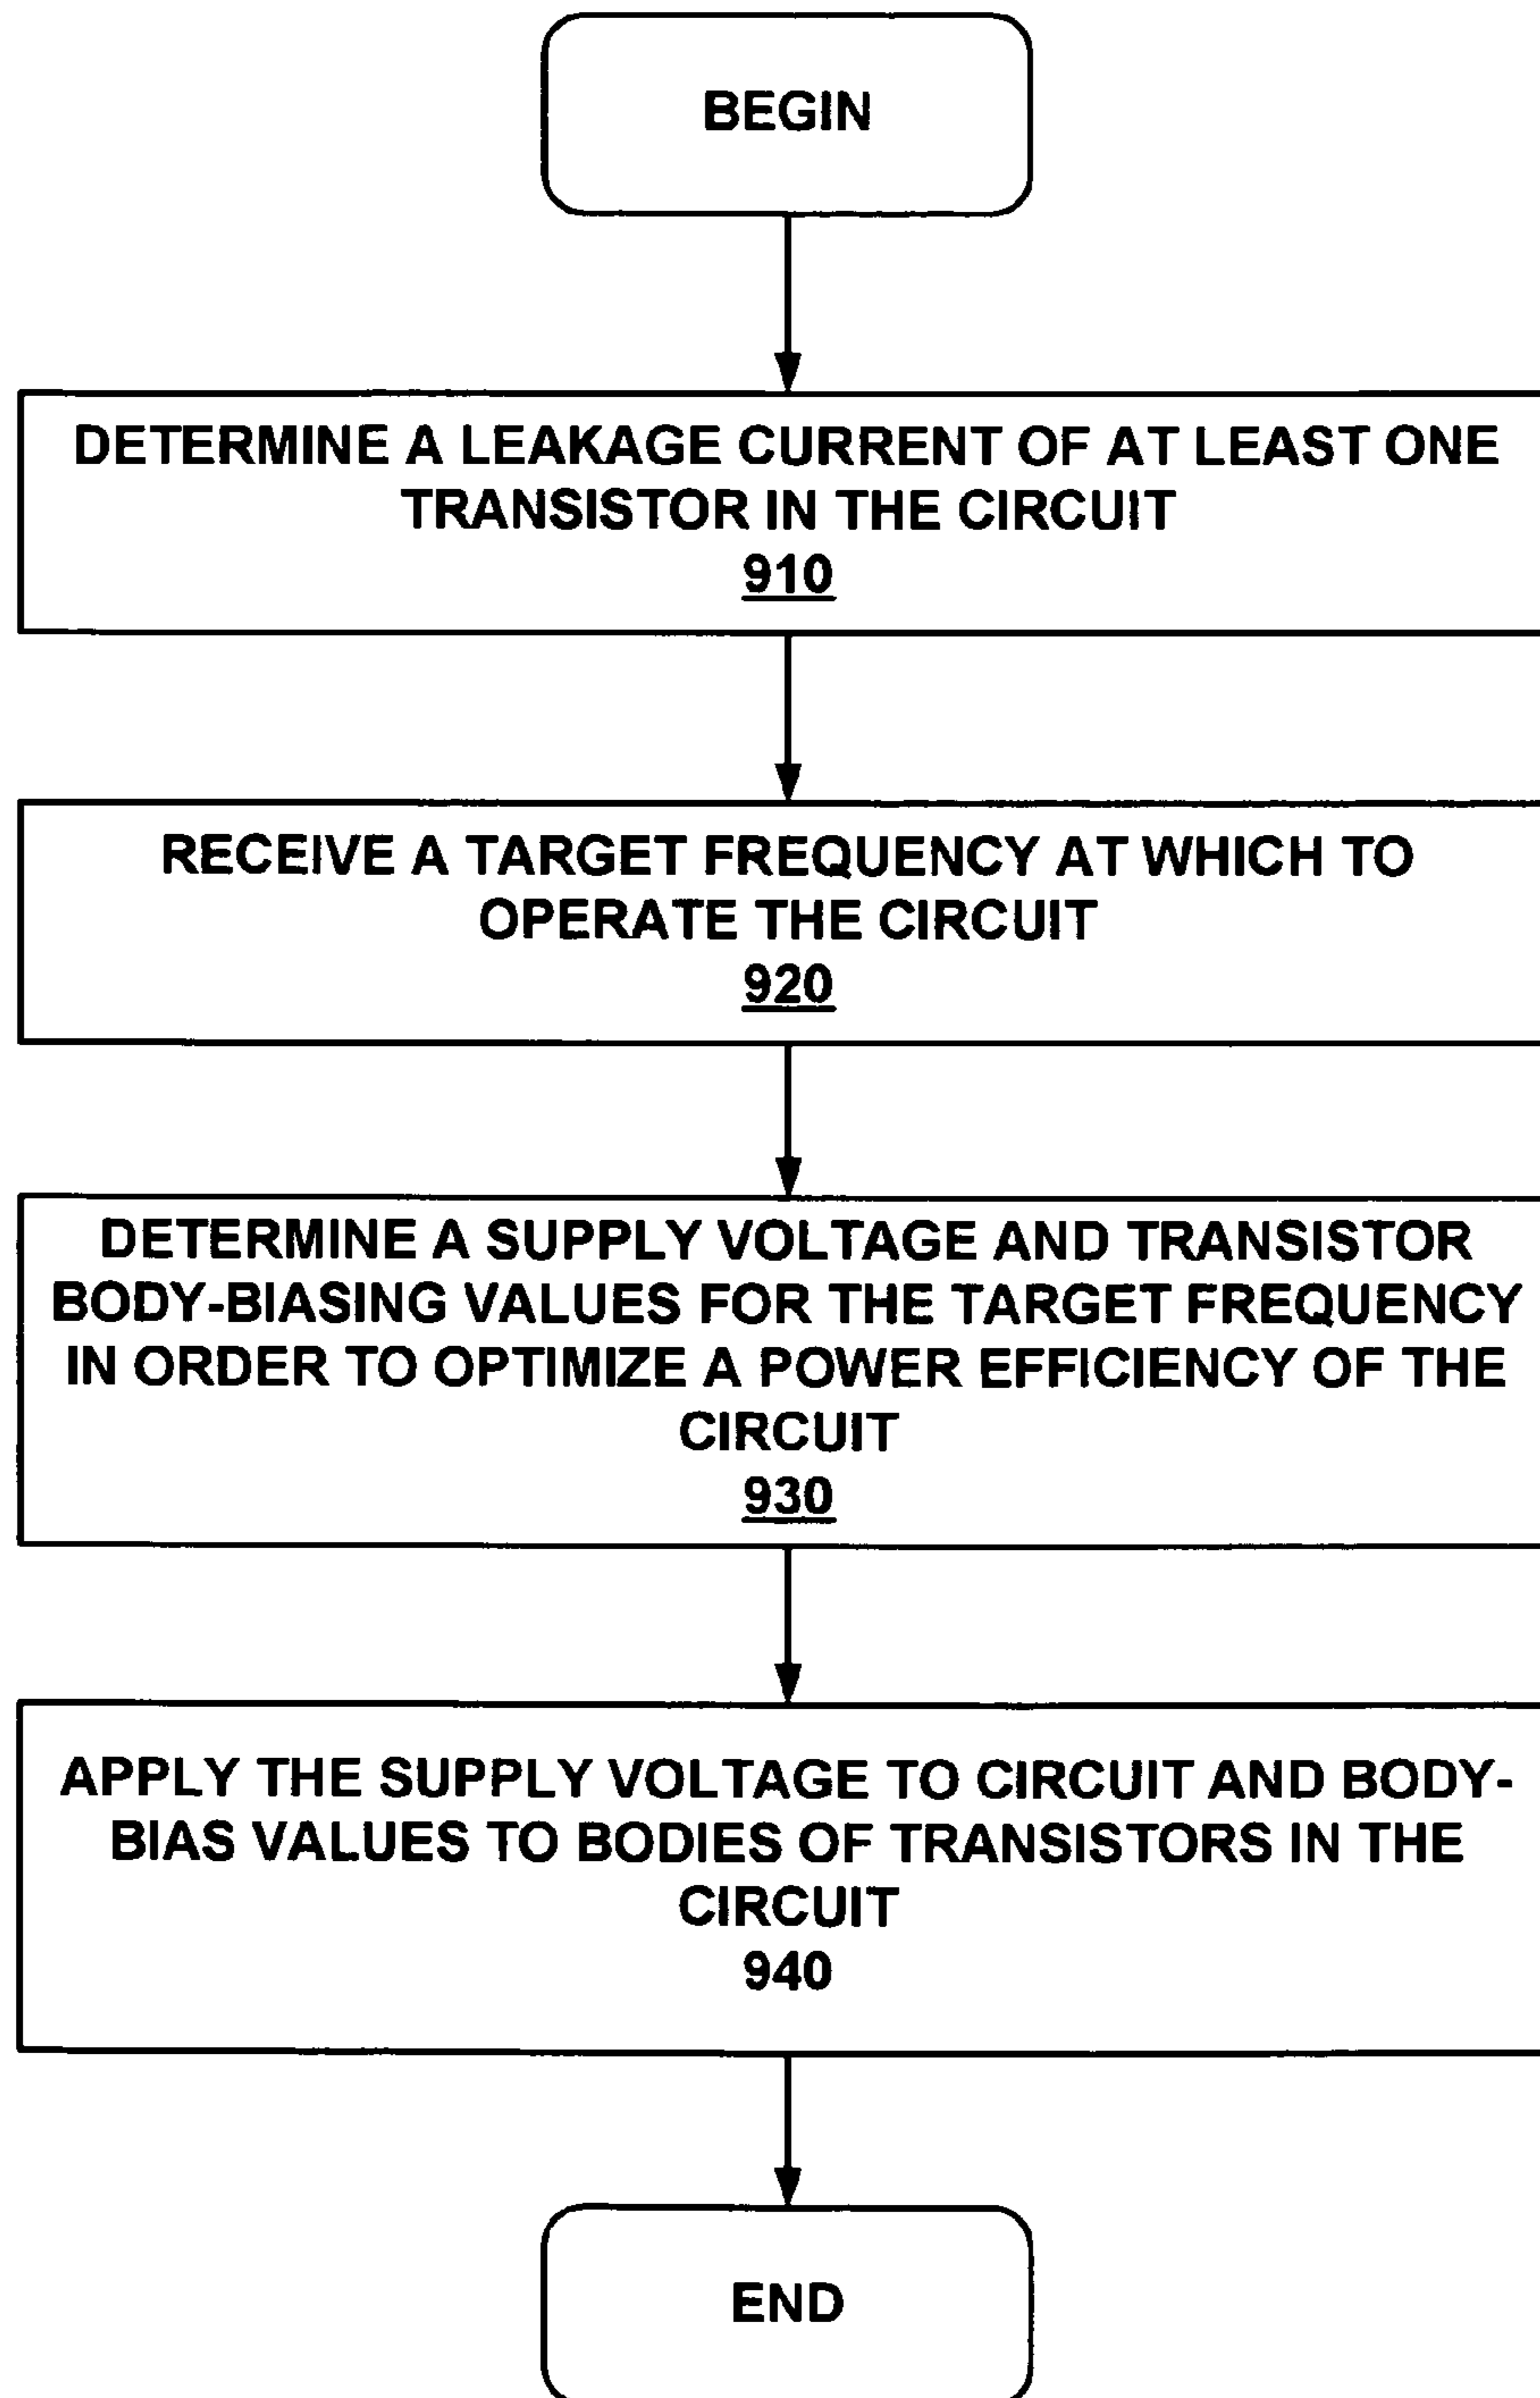 BEGIN
DETERMINE A LEAKAGE CURRENT OF AT LEAST ONE
TRANSISTOR IN THE CIRCUIT
910
RECEIVE A TARGET FREQUENCY AT WHICH TO
OPERATE THE CIRCUIT
920
DETERMINE A SUPPLY VOLTAGE AND TRANSISTOR
BODY-BIASING VALUES FOR THE TARGET FREQUENCY
IN ORDER TO OPTIMIZE A POWER EFFICIENCY OF THE
CIRCUIT
930
APPLY THE SUPPLY VOLTAGE TO CIRCUIT AND BODY-
BIAS VALUES TO BODIES OF TRANSISTORS IN THE
CIRCUIT
940
END